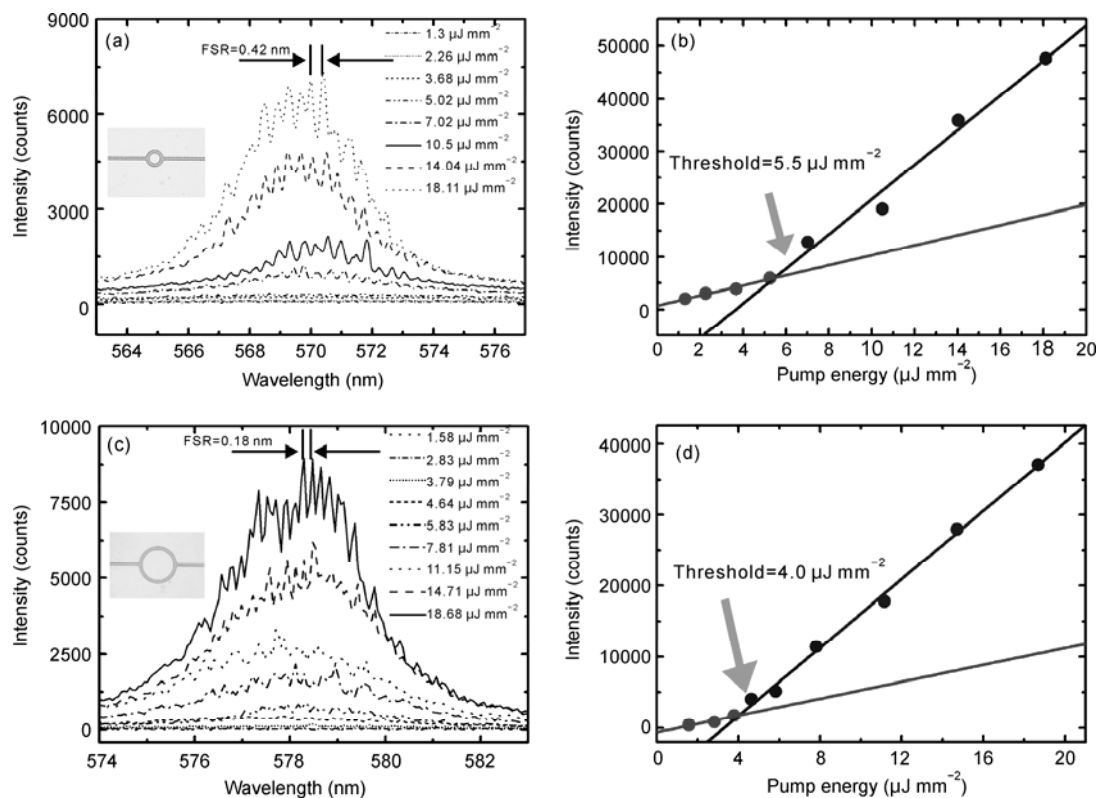 (a)
FSR=0.42 nm
1.3 µJ mm⁻²
2.26 µJ mm⁻²
3.68 µJ mm⁻²
5.02 µJ mm⁻²
7.02 µJ mm⁻²
10.5 µJ mm⁻²
14.04 µJ mm⁻²
18.11 µJ mm⁻²
9000
6000
3000
0
Intensity (counts)
564 566 568 570 572 574 576
Wavelength (nm)
(b)
Threshold=5.5 µJ mm⁻²
50000
40000
30000
20000
10000
0
Intensity (counts)
0 2 4 6 8 10 12 14 16 18 20
Pump energy (µJ mm⁻²)
(c)
FSR=0.18 nm
1.58 µJ mm⁻²
2.83 µJ mm⁻²
3.79 µJ mm⁻²
4.64 µJ mm⁻²
5.83 µJ mm⁻²
7.81 µJ mm⁻²
11.15 µJ mm⁻²
14.71 µJ mm⁻²
18.68 µJ mm⁻²
10000
7500
5000
2500
0
Intensity (counts)
574 576 578 580 582
Wavelength (nm)
(d)
Threshold=4.0 µJ mm⁻²
40000
30000
20000
10000
0
Intensity (counts)
0 4 8 12 16 20
Pump energy (µJ mm⁻²)